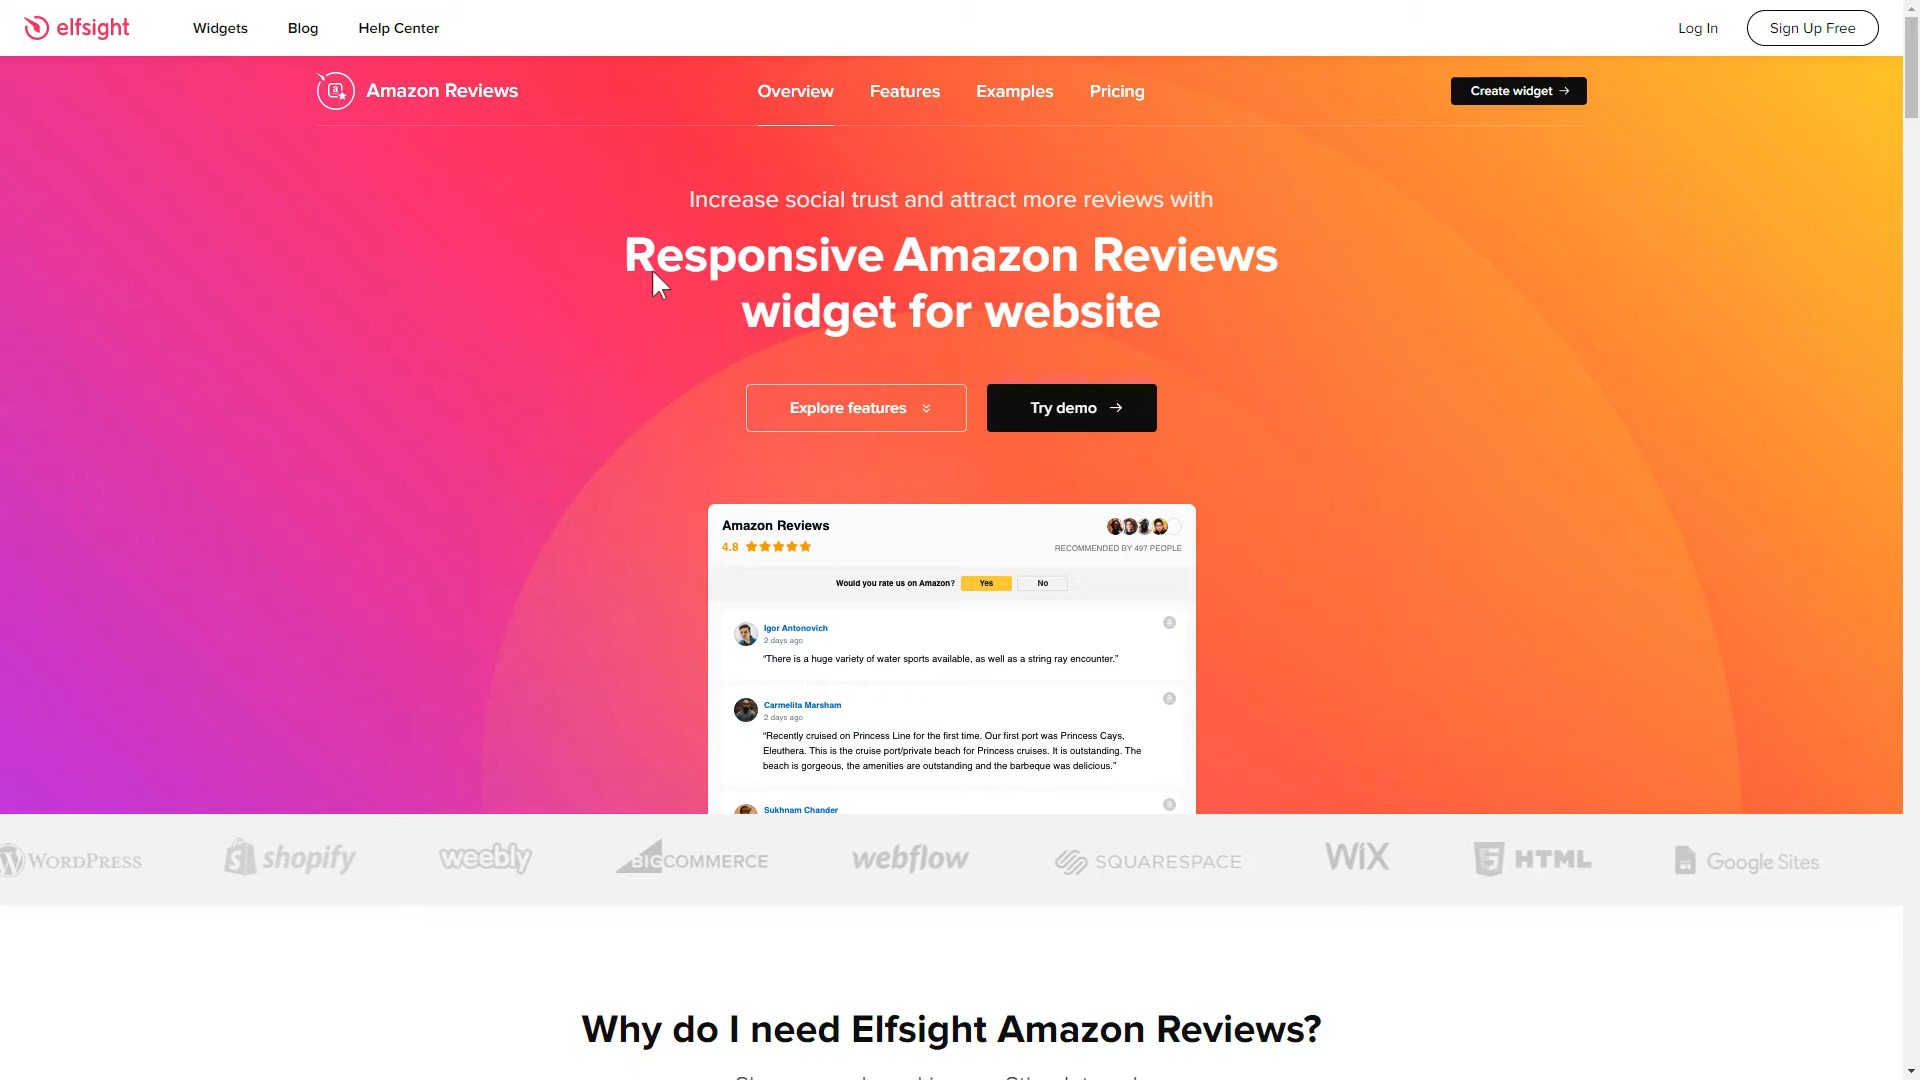 elfsight
Widgets
Blog
Help Center
Log In
Sign Up Free
Amazon Reviews
Overview
Features
Examples
Pricing
Create widget
Increase social trust and attract more reviews with
Responsive Amazon Reviews
widget for website
Explore features
Try demo
Amazon Reviews
4.8
RECOMMENDED BY 497 PEOPLE
Would you rate us on Amazon?
Yes
No
Igor Antonovich
2 days ago
“There is a huge variety of water sports available, as well as a string ray encounter.”
Carmelita Marsham
2 days ago
“Recently cruised on Princess Line for the first time. Our first port was Princess Cays,
Eleuthera. This is the cruise port/private beach for Princess cruises. It is outstanding. The
beach is gorgeous, the amenities are outstanding and the barbeque was delicious.”
Sukhnam Chander
WORDPRESS
shopify
weebly
BIGCOMMERCE
webflow
SQUARESPACE
WIX
HTML
Google Sites
Why do I need Elfsight Amazon Reviews?